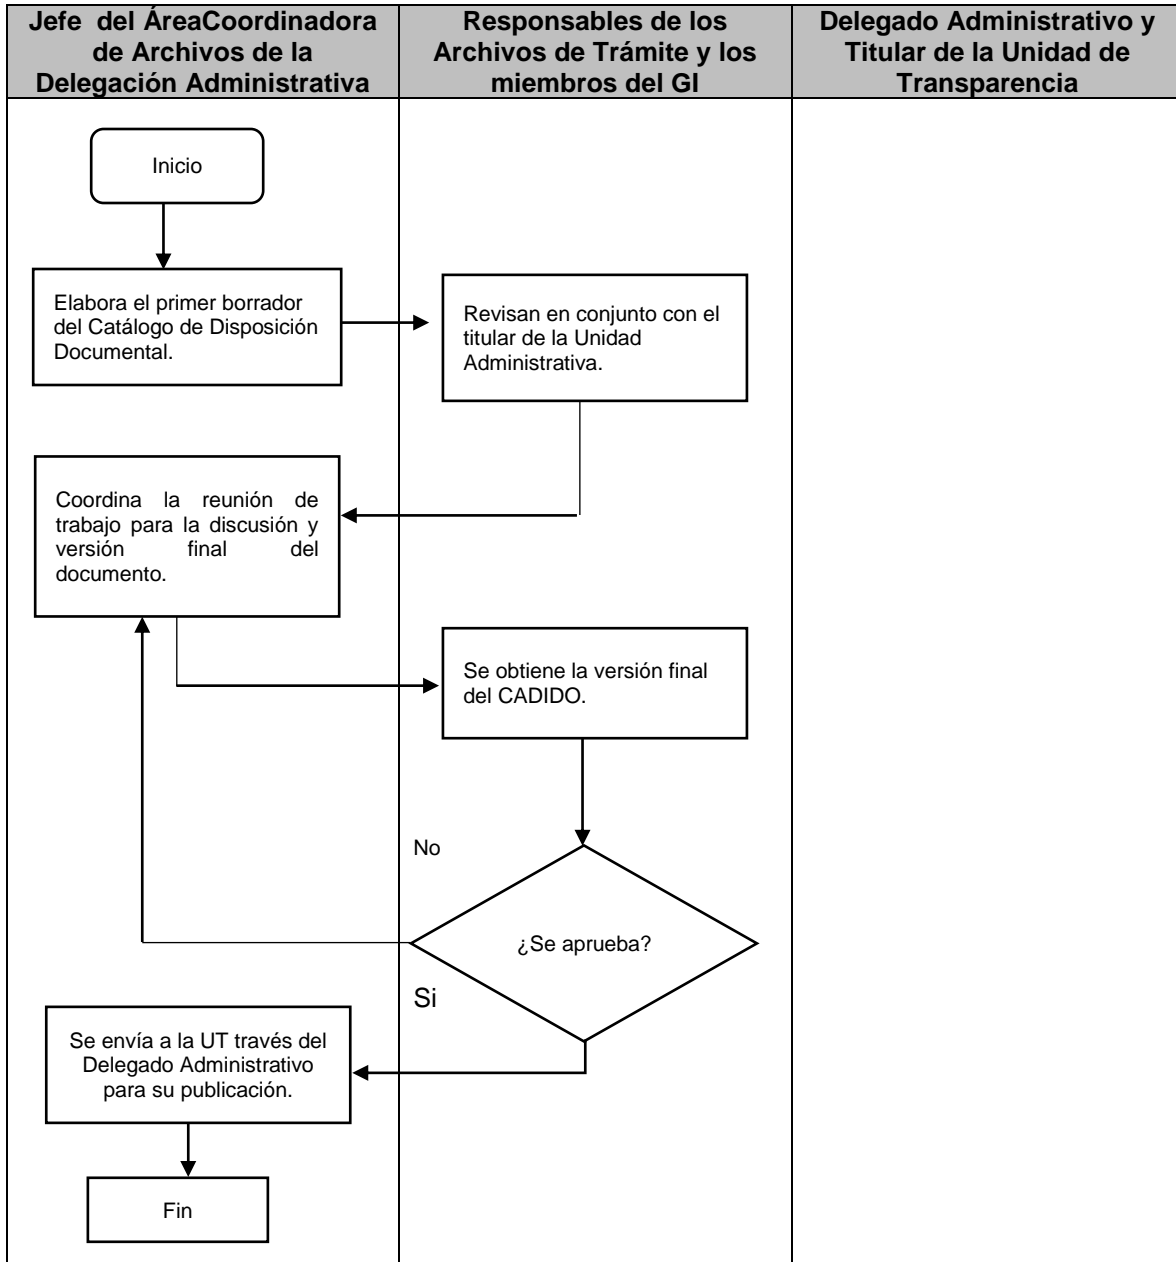 Jefe del ÁreaCoordinadora
de Archivos de la
Delegación Administrativa
Responsables de los
Archivos de Trámite y los
miembros del GI
Delegado Administrativo y
Titular de la Unidad de
Transparencia
Inicio
Elabora el primer borrador
del Catálogo de Disposición
Documental.
Revisan en conjunto con el
titular de la Unidad
Administrativa.
Coordina la reunión de
trabajo para la discusión y
versión final del
documento.
Se obtiene la versión final
del CADIDO.
No
¿Se aprueba?
Si
Se envía a la UT través del
Delegado Administrativo
para su publicación.
Fin